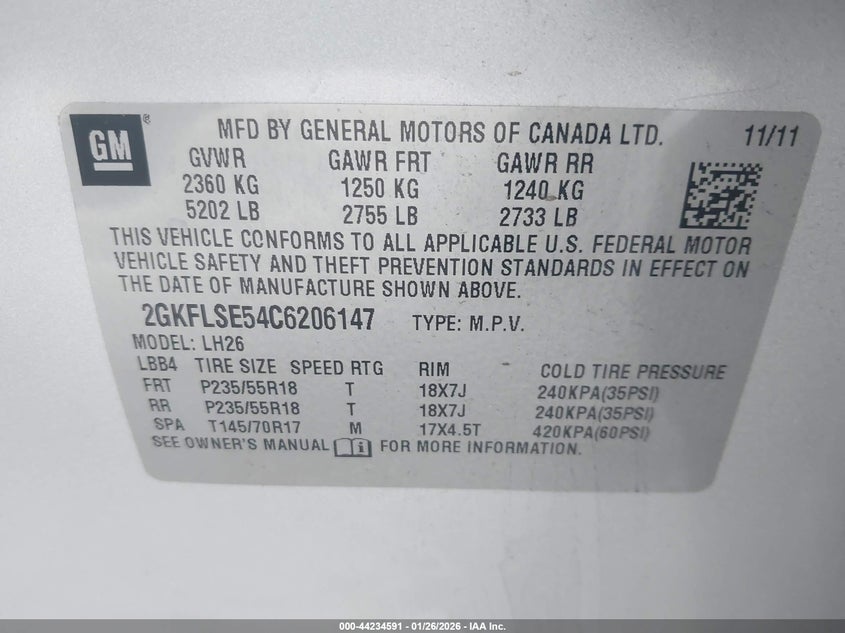 GM ®
MFD BY GENERAL MOTORS OF CANADA LTD. 11/11
GVWR GAWR FRT GAWR RR
2360 KG 1250 KG 1240 KG
5202 LB 2755 LB 2733 LB
THIS VEHICLE CONFORMS TO ALL APPLICABLE U.S. FEDERAL MOTOR
VEHICLE SAFETY AND THEFT PREVENTION STANDARDS IN EFFECT ON
THE DATE OF MANUFACTURE SHOWN ABOVE.
2GKFLSE54C6206147 TYPE: M.P.V.
MODEL: LH26
LBB4 TIRE SIZE SPEED RTG RIM COLD TIRE PRESSURE
FRT P235/55R18 T 18X7J 240KPA(35PSI)
RR P235/55R18 T 18X7J 240KPA(35PSI)
SPA T145/70R17 M 17X4.5T 420KPA(60PSI)
SEE OWNER'S MANUAL FOR MORE INFORMATION.
000-44234591 - 01/26/2026 - IAA Inc.